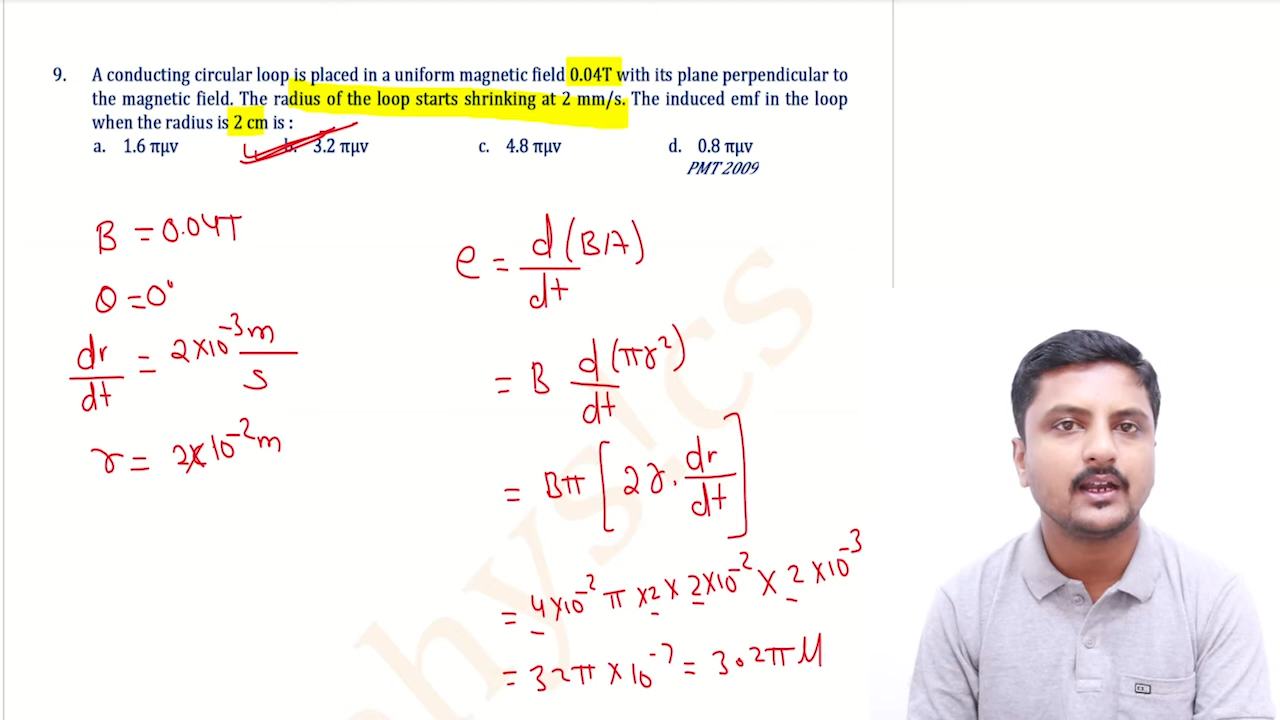 9. A conducting circular loop is placed in a uniform magnetic field 0.04T with its plane perpendicular to
the magnetic field. The radius of the loop starts shrinking at 2 mm/s. The induced emf in the loop
when the radius is 2 cm is :
a. 1.6 πμv b. 3.2 πμv c. 4.8 πμv d. 0.8 πμv
PMT 2009
B = 0.04T
θ = 0°
dr/dt = 2×10⁻³ m/s
r = 2×10⁻² m
e = d(BA)/dt
= B d(πr²)/dt
= Bπ [2r. dr/dt]
= 4×10⁻² π ×2× 2×10⁻² × 2×10⁻³
= 32π ×10⁻⁷ = 3.2πμ
hysics